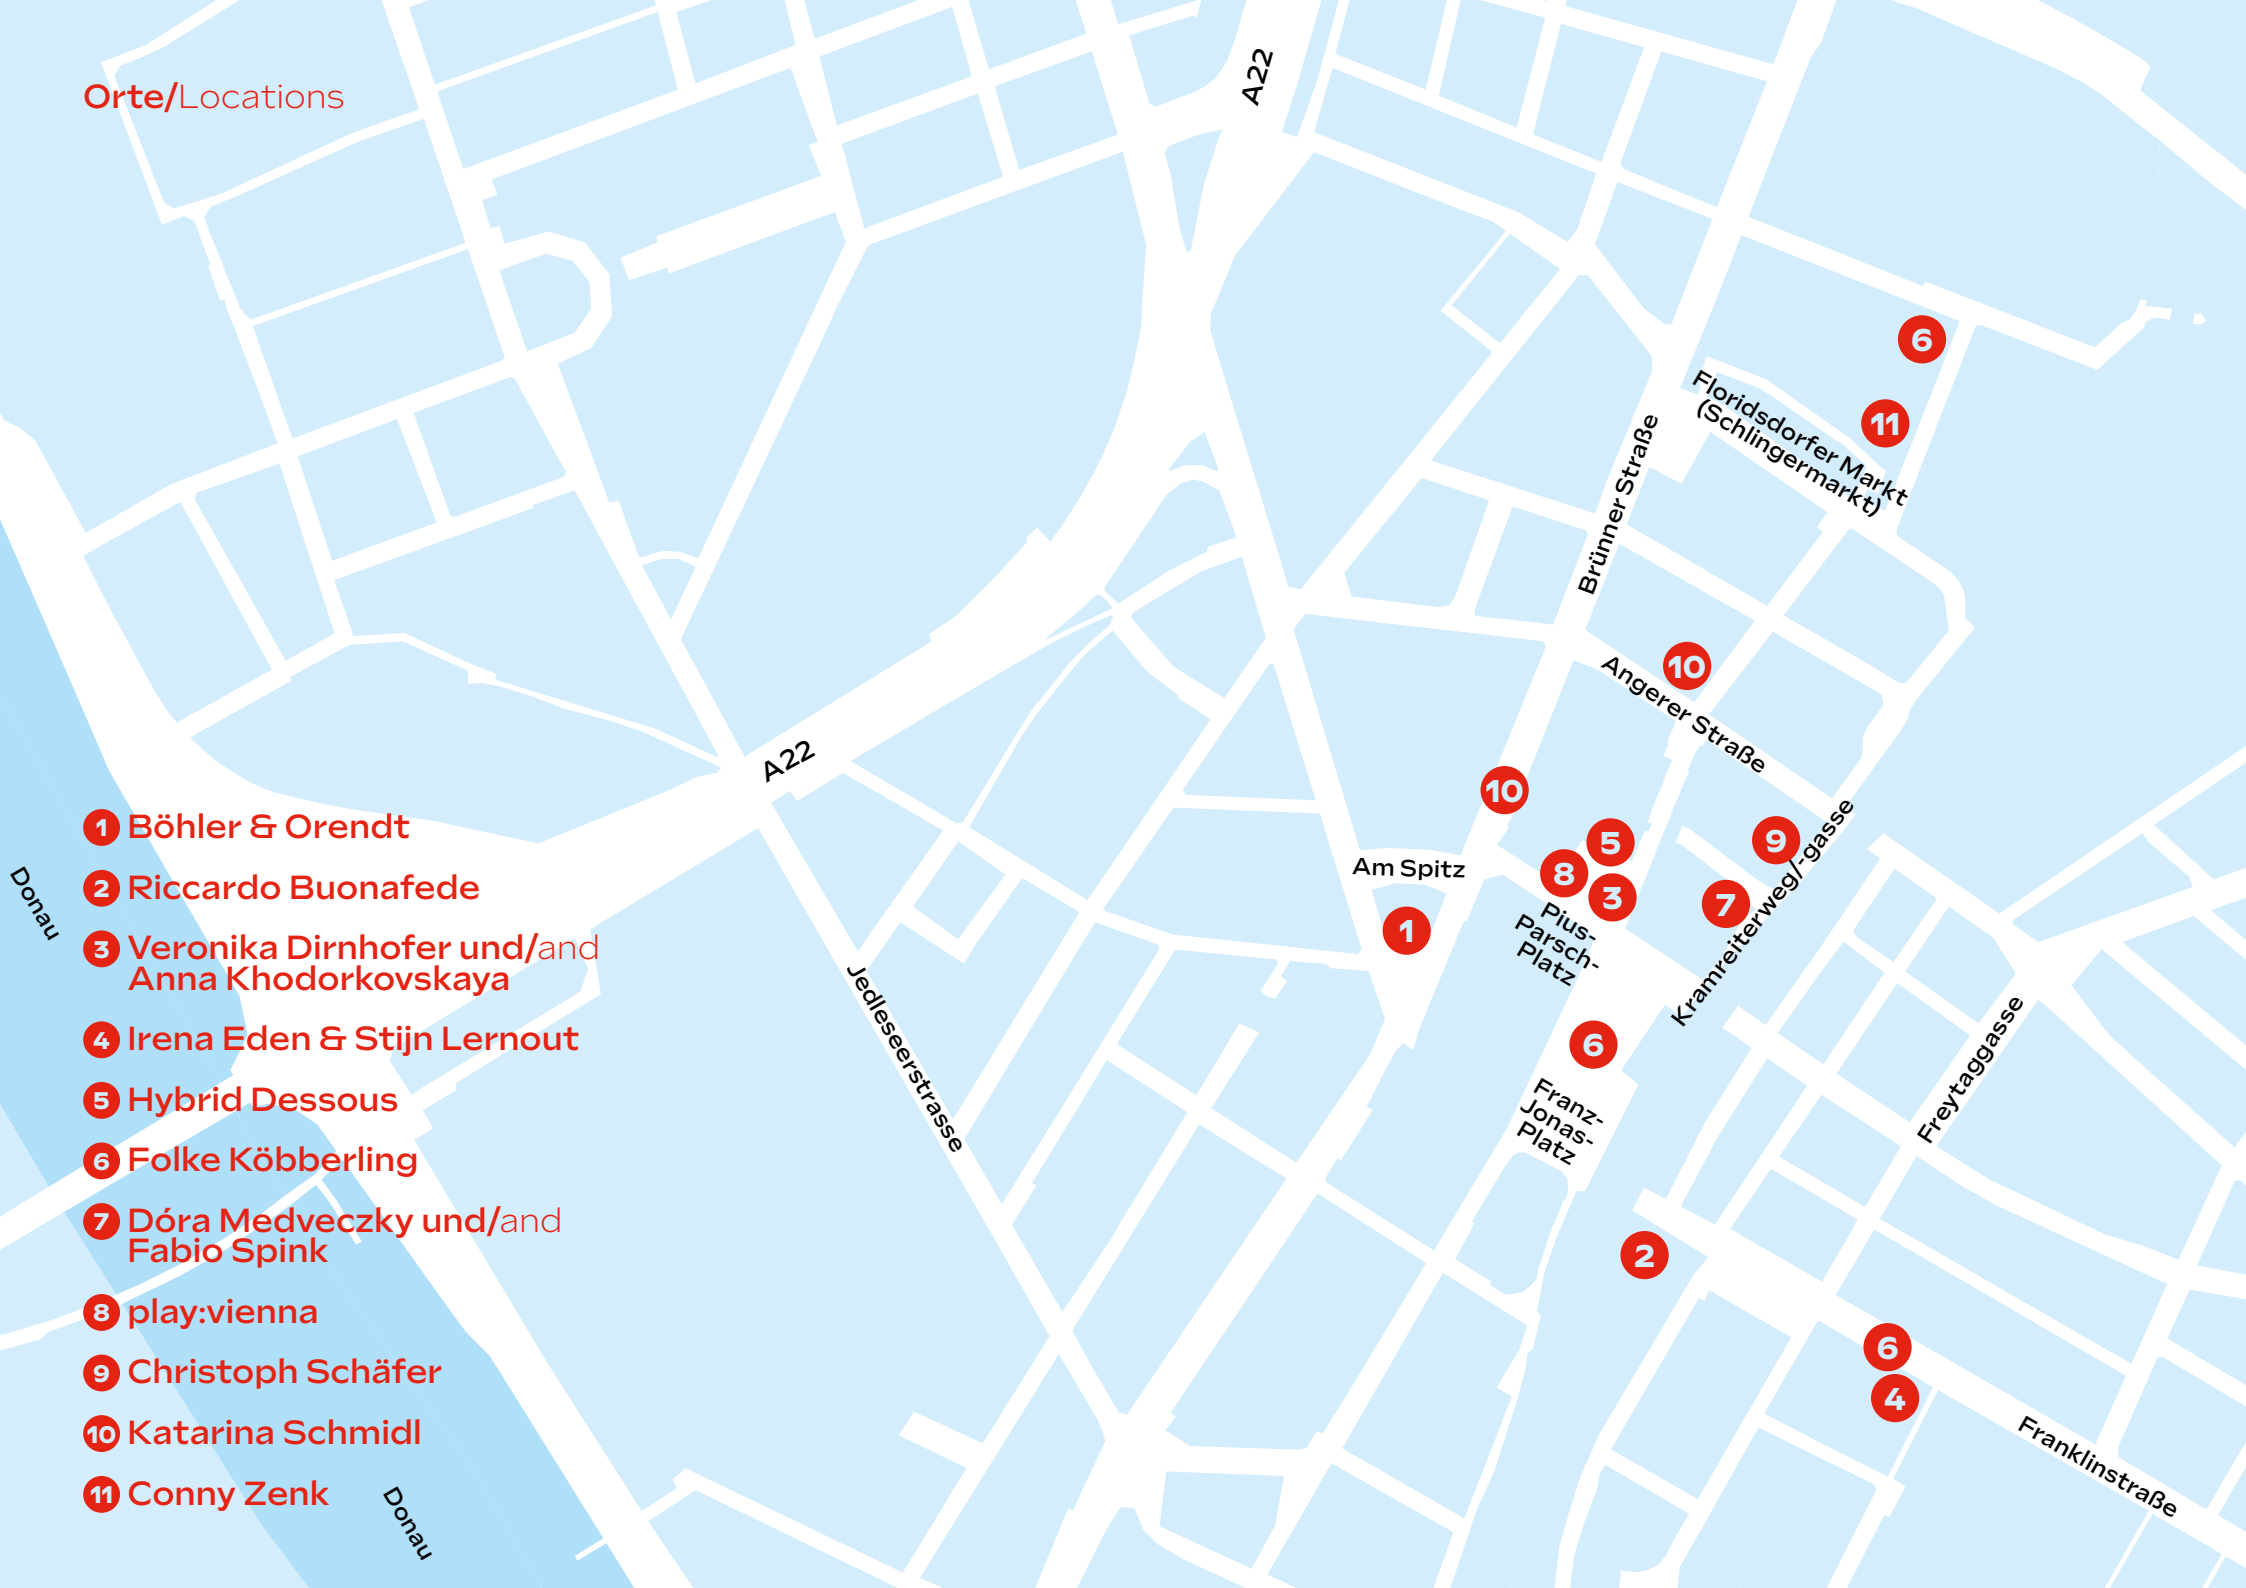 Orte/Locations
A22
6
11
Floridsdorfer Markt
(Schlingermarkt)
Brünner Straße
10
Angerer Straße
A22
10
5
9
8
3
7
Am Spitz
1
Pius-
Parsch-
Platz
Kramreiterweg/-gasse
Jedleseerstrasse
6
Franz-
Jonas-
Platz
Freytaggasse
2
6
4
Franklinstraße
Donau
1 Böhler & Orendt
2 Riccardo Buonafede
3 Veronika Dirnhofer und/and
Anna Khodorkovskaya
4 Irena Eden & Stijn Lernout
5 Hybrid Dessous
6 Folke Köbberling
7 Dóra Medveczky und/and
Fabio Spink
8 play:vienna
9 Christoph Schäfer
10 Katarina Schmidl
11 Conny Zenk
Donau